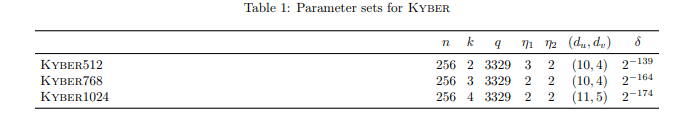 Table 1: Parameter sets for KYBER
n k q η₁ η₂ (dᵤ, dᵥ) δ
KYBER512 256 2 3329 3 2 (10, 4) 2⁻¹³⁹
KYBER768 256 3 3329 2 2 (10, 4) 2⁻¹⁶⁴
KYBER1024 256 4 3329 2 2 (11, 5) 2⁻¹⁷⁴